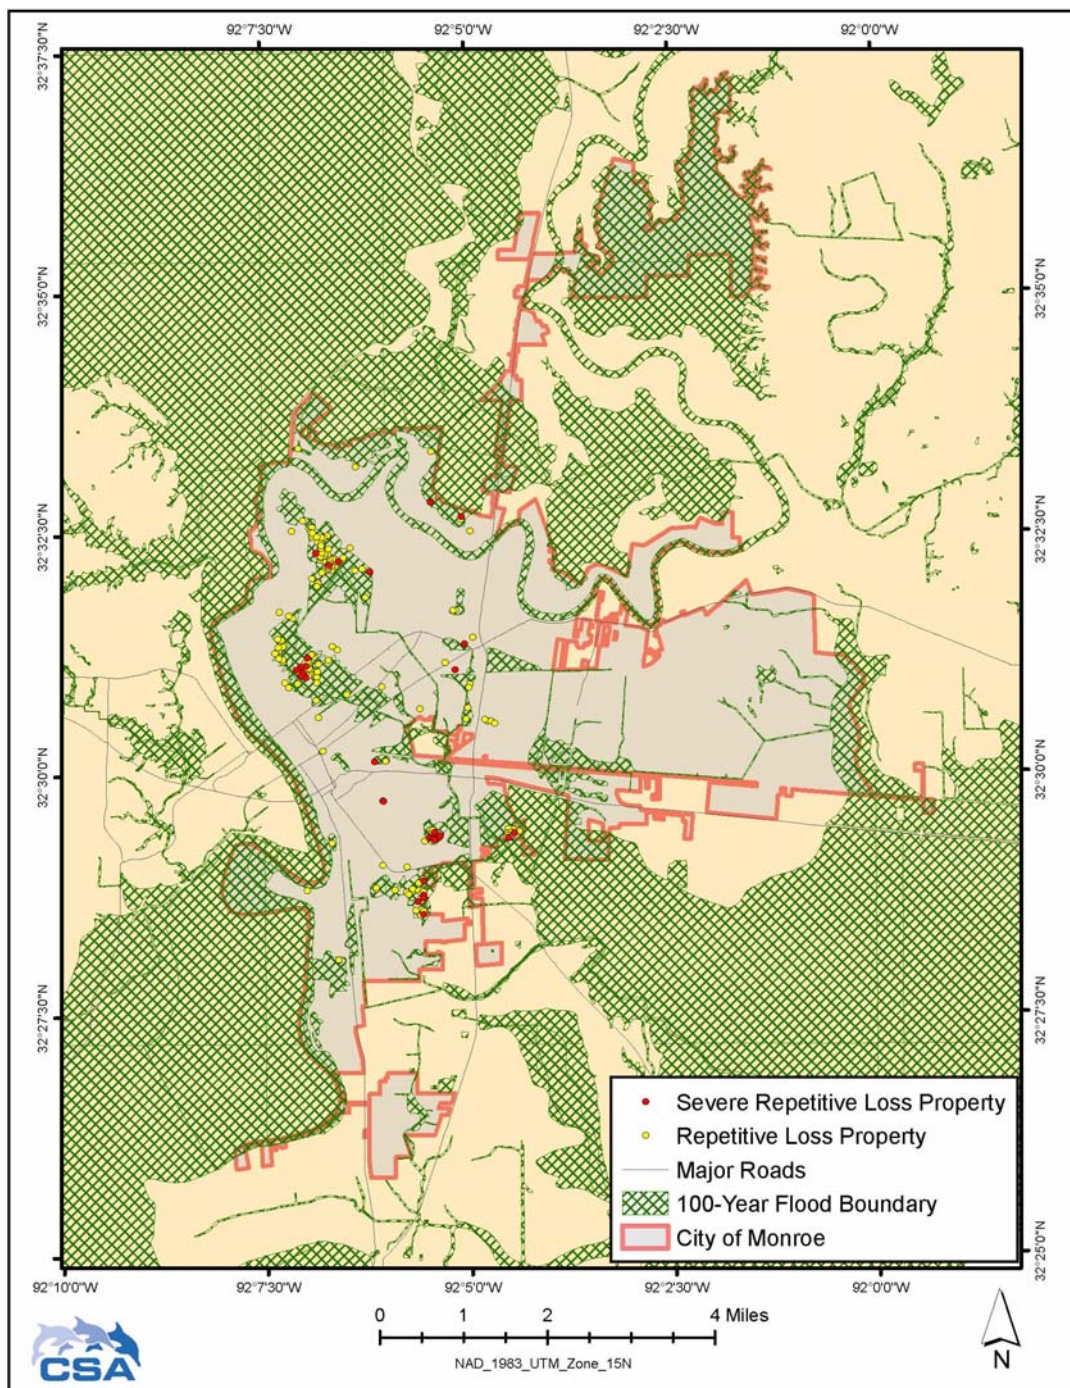 92°7'30"W 92°5'0"W 92°2'30"W 92°0'0"W
32°37'30"N
32°35'0"N 32°35'0"N
32°32'30"N 32°32'30"N
32°30'0"N 32°30'0"N
32°27'30"N 32°27'30"N
32°25'0"N
Severe Repetitive Loss Property
Repetitive Loss Property
Major Roads
100-Year Flood Boundary
City of Monroe
92°10'0"W 92°7'30"W 92°5'0"W 92°2'30"W 92°0'0"W
0 1 2 4 Miles
NAD_1983_UTM_Zone_15N
CSA
N